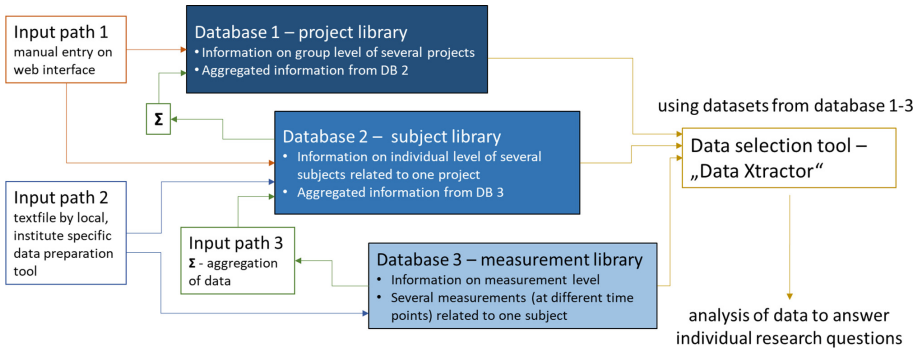 Input path 1
manual entry on
web interface
Database 1 – project library
• Information on group level of several projects
• Aggregated information from DB 2
Σ
Database 2 – subject library
• Information on individual level of several
subjects related to one project
• Aggregated information from DB 3
Input path 2
textfile by local,
institute specific
data preparation
tool
Input path 3
Σ - aggregation
of data
Database 3 – measurement library
• Information on measurement level
• Several measurements (at different time
points) related to one subject
using datasets from database 1-3
Data selection tool –
„Data Xtractor“
analysis of data to answer
individual research questions